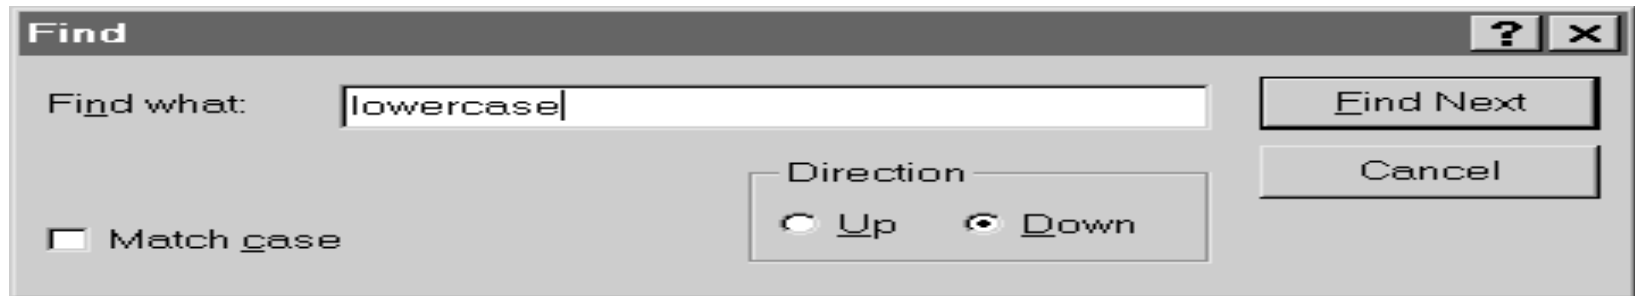 Find
Find what: lowercase Find Next
Direction Cancel
Match case Up Down